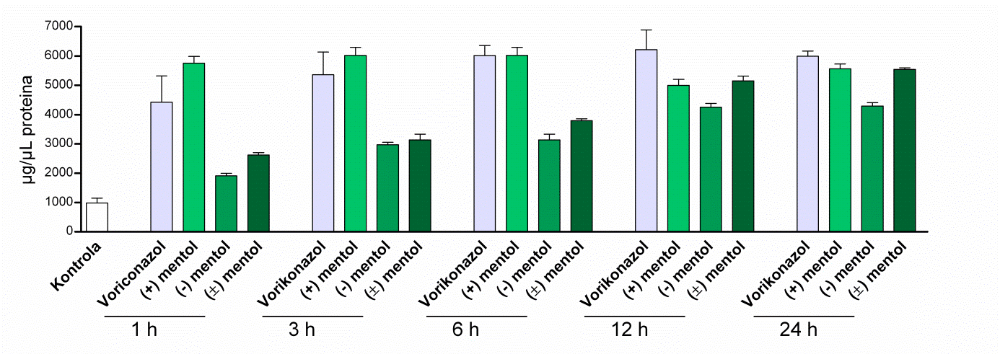 µg/µL proteina
7000
6000
5000
4000
3000
2000
1000
0
Kontrola
Voriconazol
(+) mentol
(-) mentol
(±) mentol
Vorikonazol
(+) mentol
(-) mentol
(±) mentol
Vorikonazol
(+) mentol
(-) mentol
(±) mentol
Vorikonazol
(+) mentol
(-) mentol
(±) mentol
Vorikonazol
(+) mentol
(-) mentol
(±) mentol
1 h
3 h
6 h
12 h
24 h